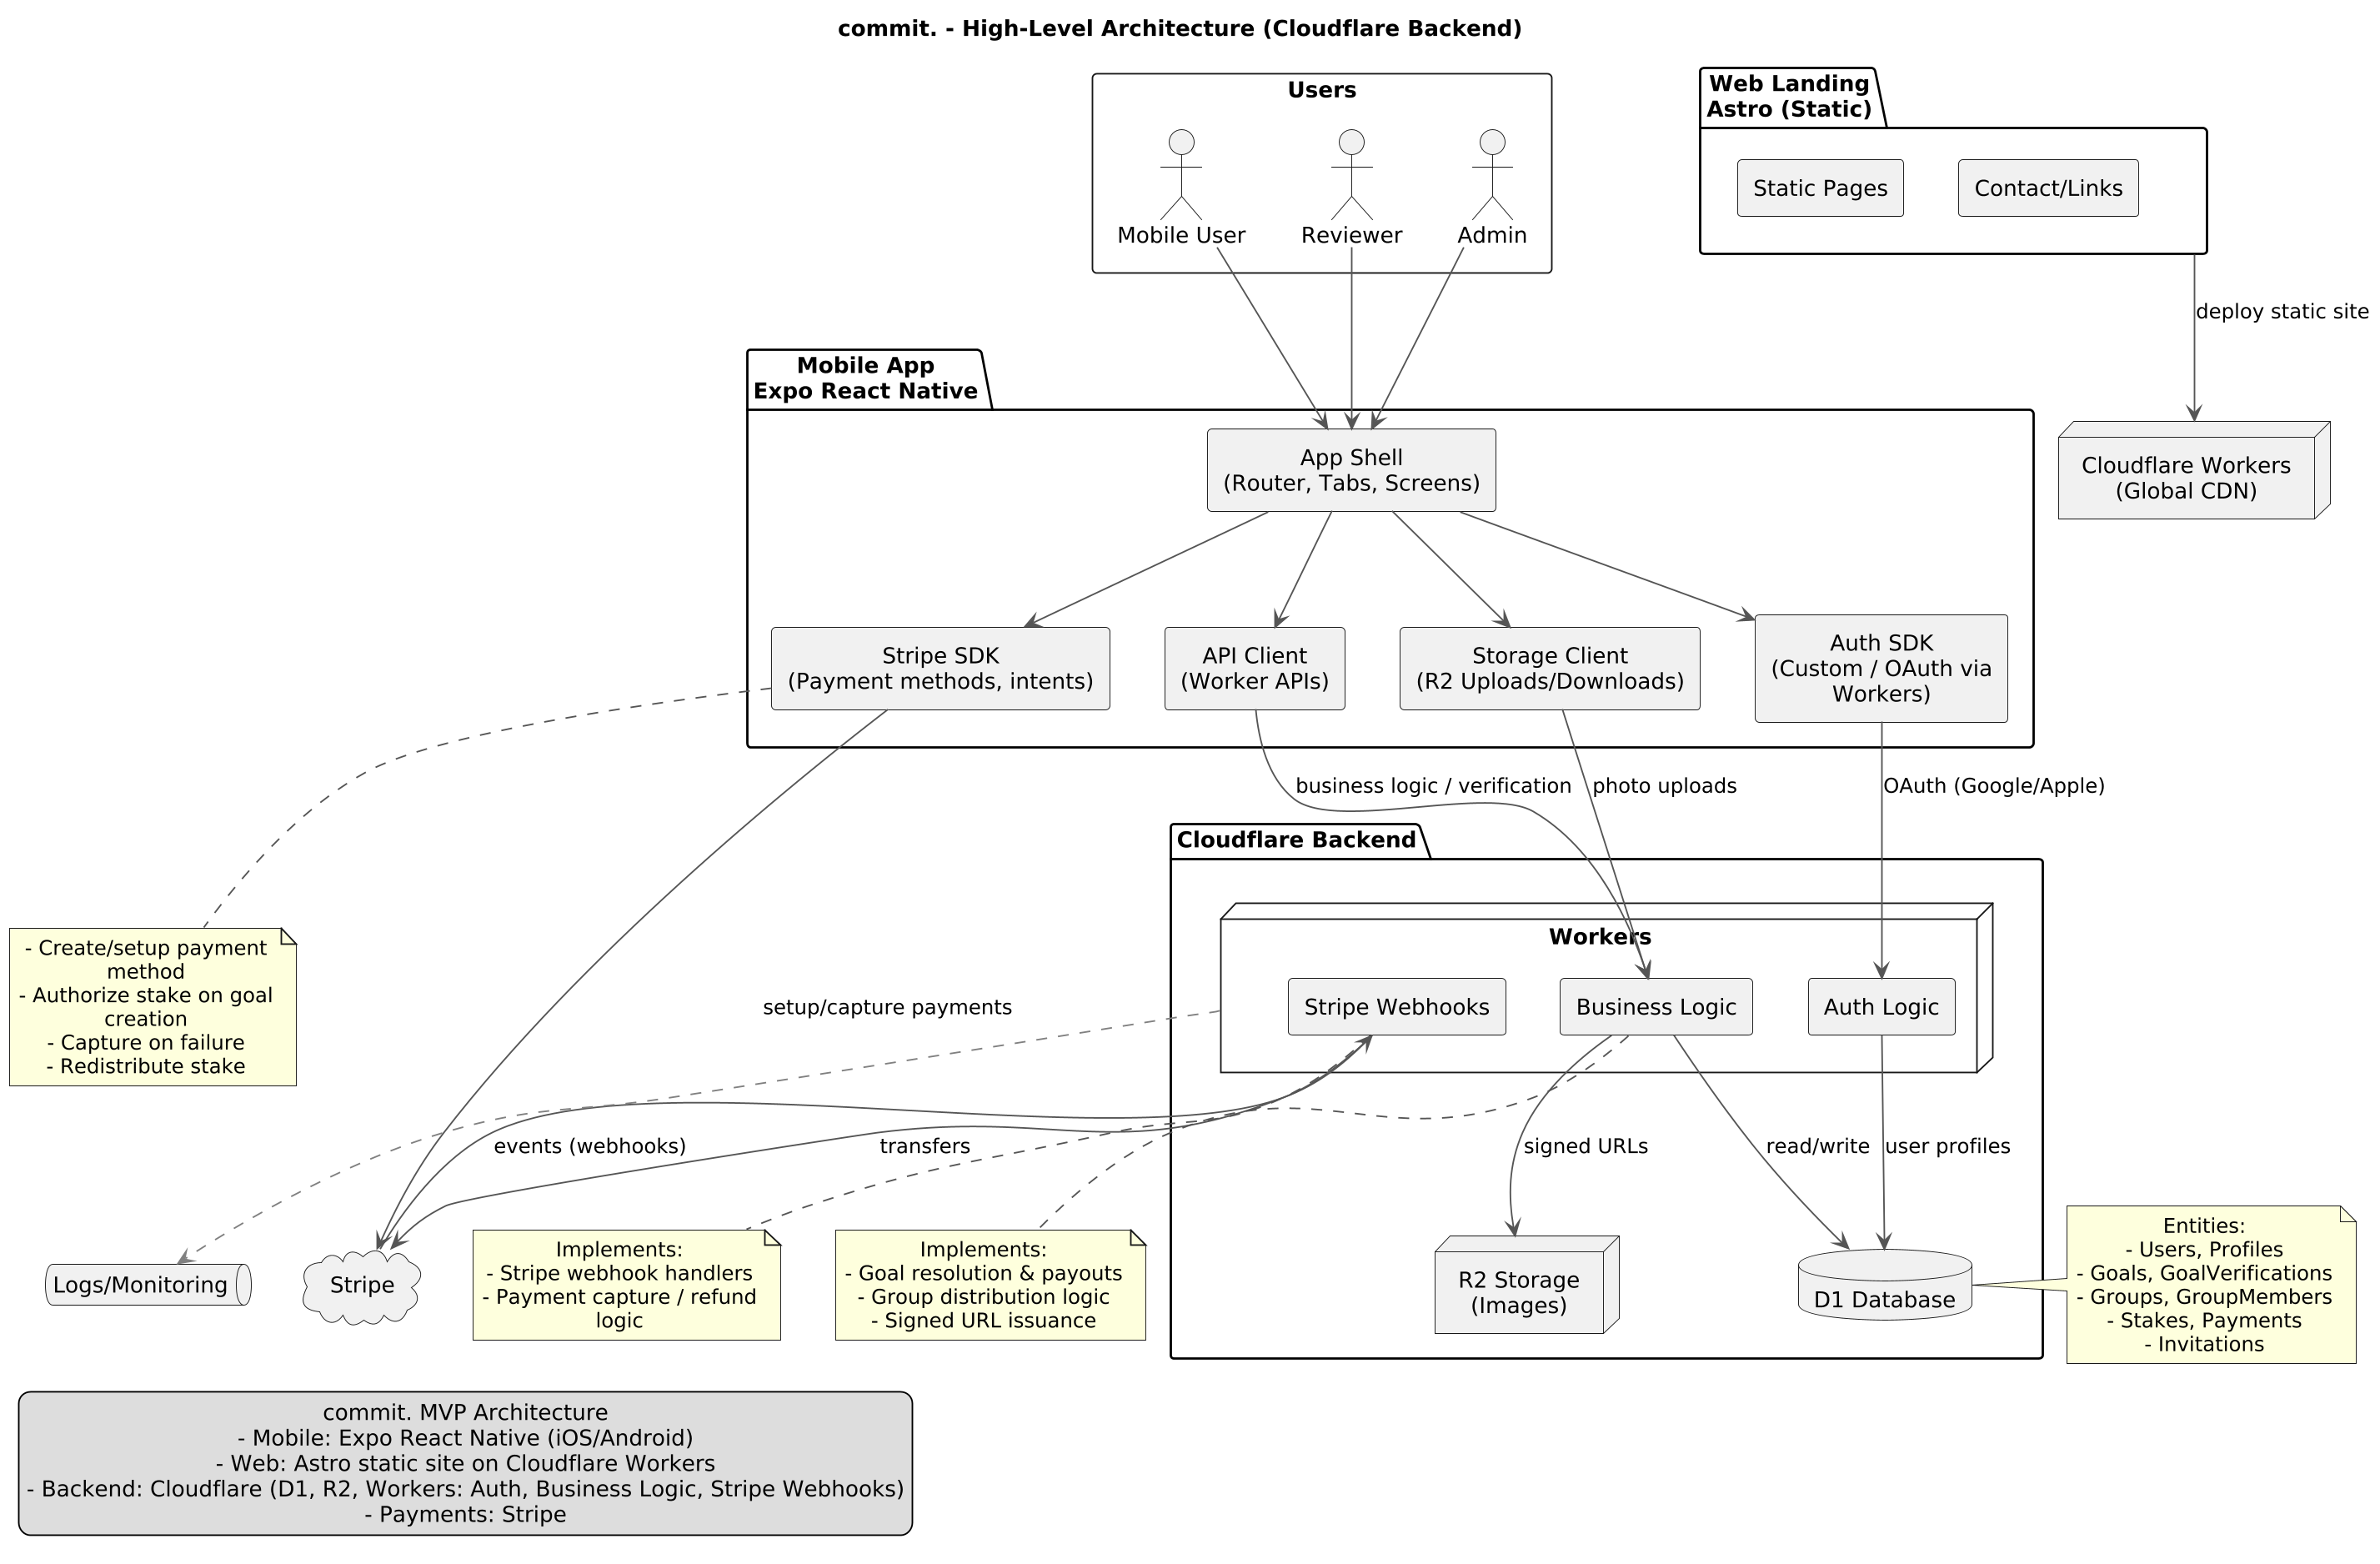 commit. - High-Level Architecture (Cloudflare Backend)
Users
Mobile User
Reviewer
Admin
Web Landing
Astro (Static)
Static Pages
Contact/Links
deploy static site
Cloudflare Workers
(Global CDN)
Mobile App
Expo React Native
App Shell
(Router, Tabs, Screens)
Stripe SDK
(Payment methods, intents)
API Client
(Worker APIs)
Storage Client
(R2 Uploads/Downloads)
Auth SDK
(Custom / OAuth via
Workers)
business logic / verification
photo uploads
OAuth (Google/Apple)
Cloudflare Backend
Workers
Stripe Webhooks
Business Logic
Auth Logic
- Create/setup payment
method
- Authorize stake on goal
creation
- Capture on failure
- Redistribute stake
setup/capture payments
events (webhooks)
transfers
signed URLs
read/write
user profiles
Logs/Monitoring
Stripe
Implements:
- Stripe webhook handlers
- Payment capture / refund
logic
Implements:
- Goal resolution & payouts
- Group distribution logic
- Signed URL issuance
R2 Storage
(Images)
D1 Database
Entities:
- Users, Profiles
- Goals, GoalVerifications
- Groups, GroupMembers
- Stakes, Payments
- Invitations
commit. MVP Architecture
- Mobile: Expo React Native (iOS/Android)
- Web: Astro static site on Cloudflare Workers
- Backend: Cloudflare (D1, R2, Workers: Auth, Business Logic, Stripe Webhooks)
- Payments: Stripe